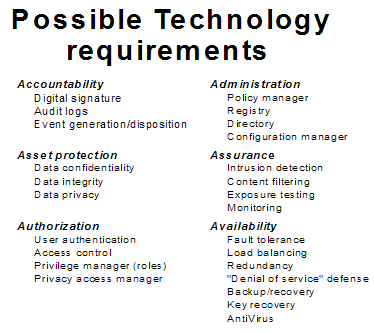 Possible Technology
requirements
Accountability
Digital signature
Audit logs
Event generation/disposition
Asset protection
Data confidentiality
Data integrity
Data privacy
Authorization
User authentication
Access control
Privilege manager (roles)
Privacy access manager
Administration
Policy manager
Registry
Directory
Configuration manager
Assurance
Intrusion detection
Content filtering
Exposure testing
Monitoring
Availability
Fault tolerance
Load balancing
Redundancy
"Denial of service" defense
Backup/recovery
Key recovery
AntiVirus